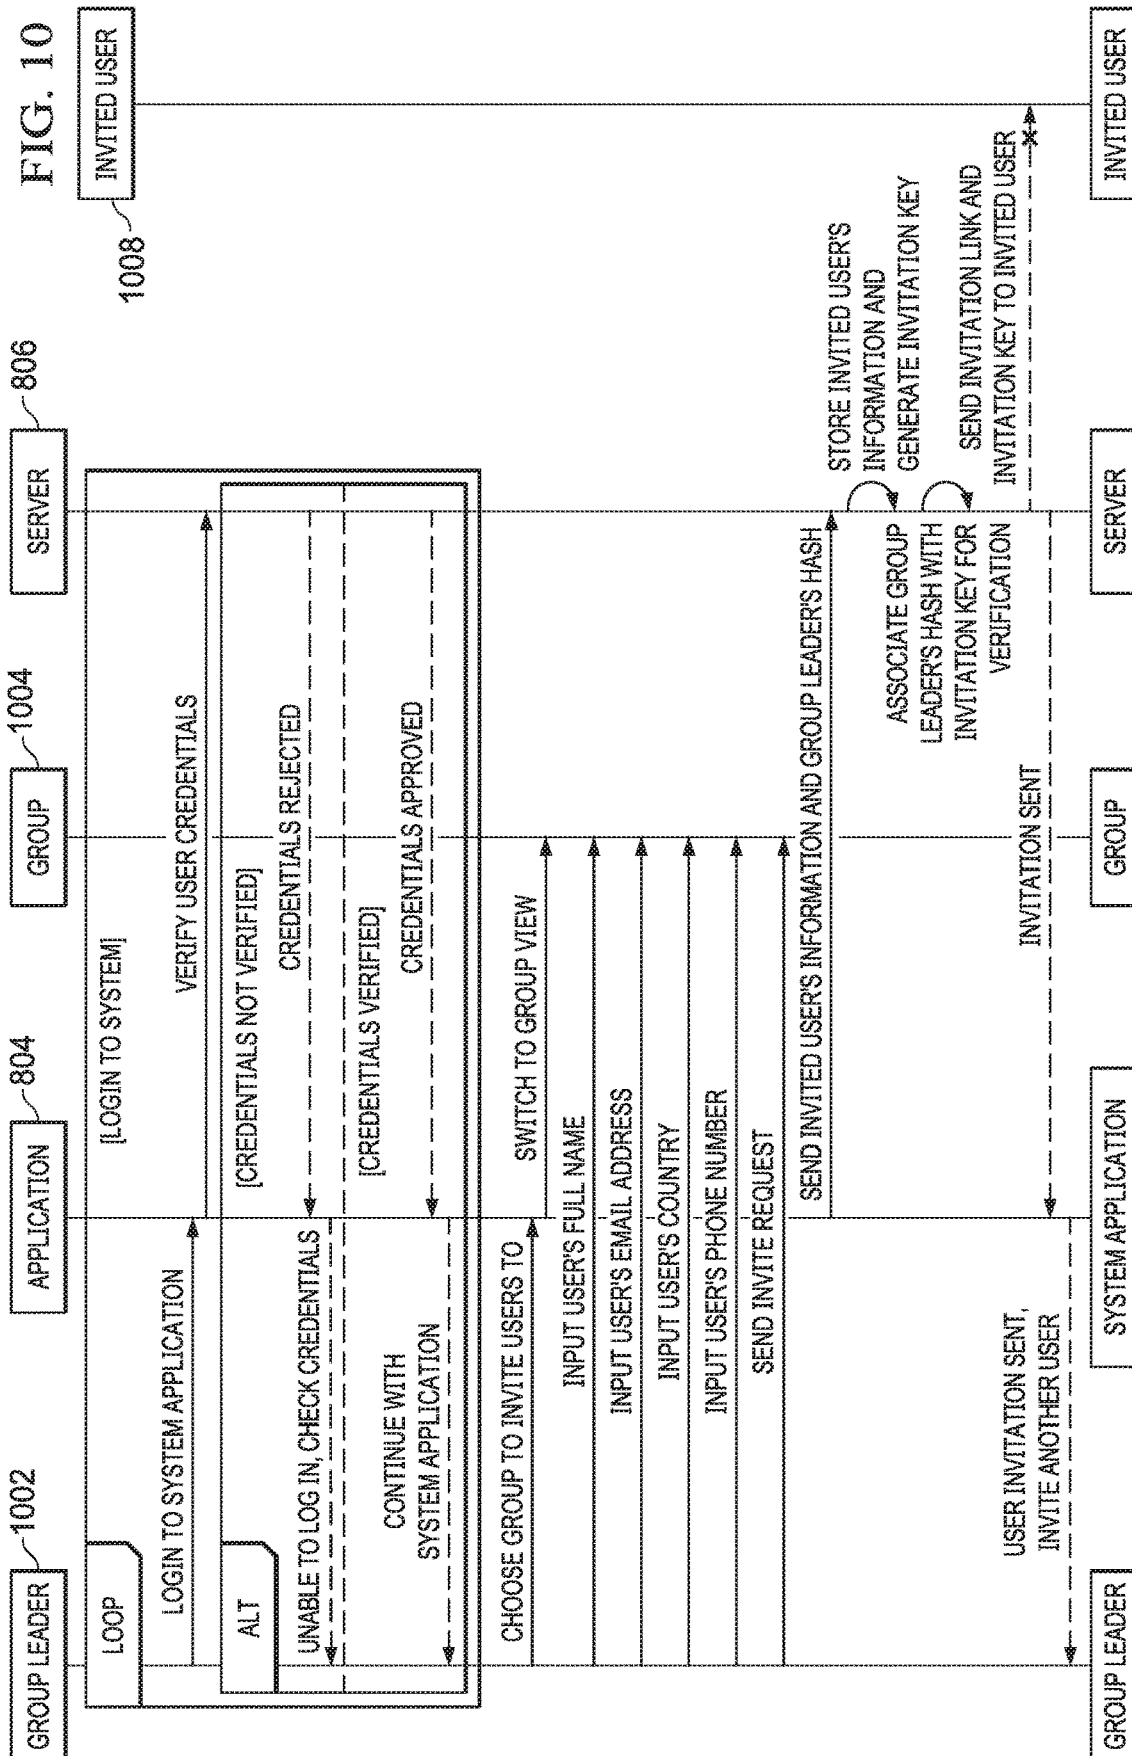 FIG. 10
GROUP LEADER
1002
APPLICATION
804
GROUP
1004
SERVER
806
INVITED USER
1008
LOOP
[LOGIN TO SYSTEM]
LOGIN TO SYSTEM APPLICATION
VERIFY USER CREDENTIALS
ALT
[CREDENTIALS NOT VERIFIED]
CREDENTIALS REJECTED
UNABLE TO LOG IN, CHECK CREDENTIALS
[CREDENTIALS VERIFIED]
CREDENTIALS APPROVED
CONTINUE WITH
SYSTEM APPLICATION
CHOOSE GROUP TO INVITE USERS TO
SWITCH TO GROUP VIEW
INPUT USER'S FULL NAME
INPUT USER'S EMAIL ADDRESS
INPUT USER'S COUNTRY
INPUT USER'S PHONE NUMBER
SEND INVITE REQUEST
SEND INVITED USER'S INFORMATION AND GROUP LEADER'S HASH
STORE INVITED USER'S
INFORMATION AND
GENERATE INVITATION KEY
ASSOCIATE GROUP
LEADER'S HASH WITH
INVITATION KEY FOR
VERIFICATION
SEND INVITATION LINK AND
INVITATION KEY TO INVITED USER
INVITATION SENT
USER INVITATION SENT,
INVITE ANOTHER USER
GROUP LEADER
SYSTEM APPLICATION
GROUP
SERVER
INVITED USER